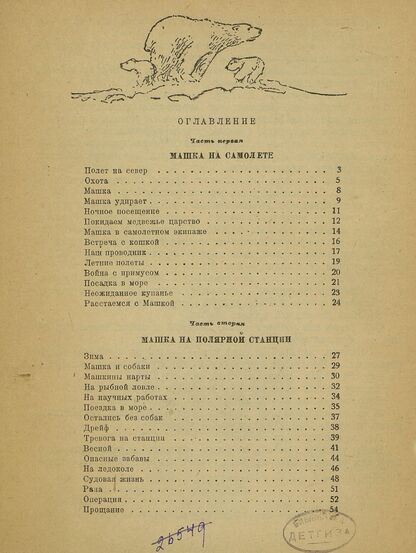 ОГЛАВЛЕНИЕ
Часть первая
МАШКА НА САМОЛЕТЕ
Полет на север 3
Охота 5
Машка 8
Машка удирает 9
Ночное посещение 11
Покидаем медвежье царство 12
Машка в самолетном экипаже 14
Встреча с кошкой 16
Наш проводник 17
Летние полеты 19
Война с примусом 20
Посадка в море 21
Неожиданное купанье 23
Расстаемся с Машкой 24
Часть вторая
МАШКА НА ПОЛЯРНОЙ СТАНЦИИ
Зима 27
Машка и собаки 29
Машкины нарты 30
На рыбной ловле 32
На научных работах 34
Поездка в море 35
Остались без собак 37
Дрейф 38
Тревога на станции 39
Весной 41
Опасные забавы 44
На ледоколе 46
Судовая жизнь 48
Рана 51
Операция 52
Прощание 54
26549
ДЕТГИЗА